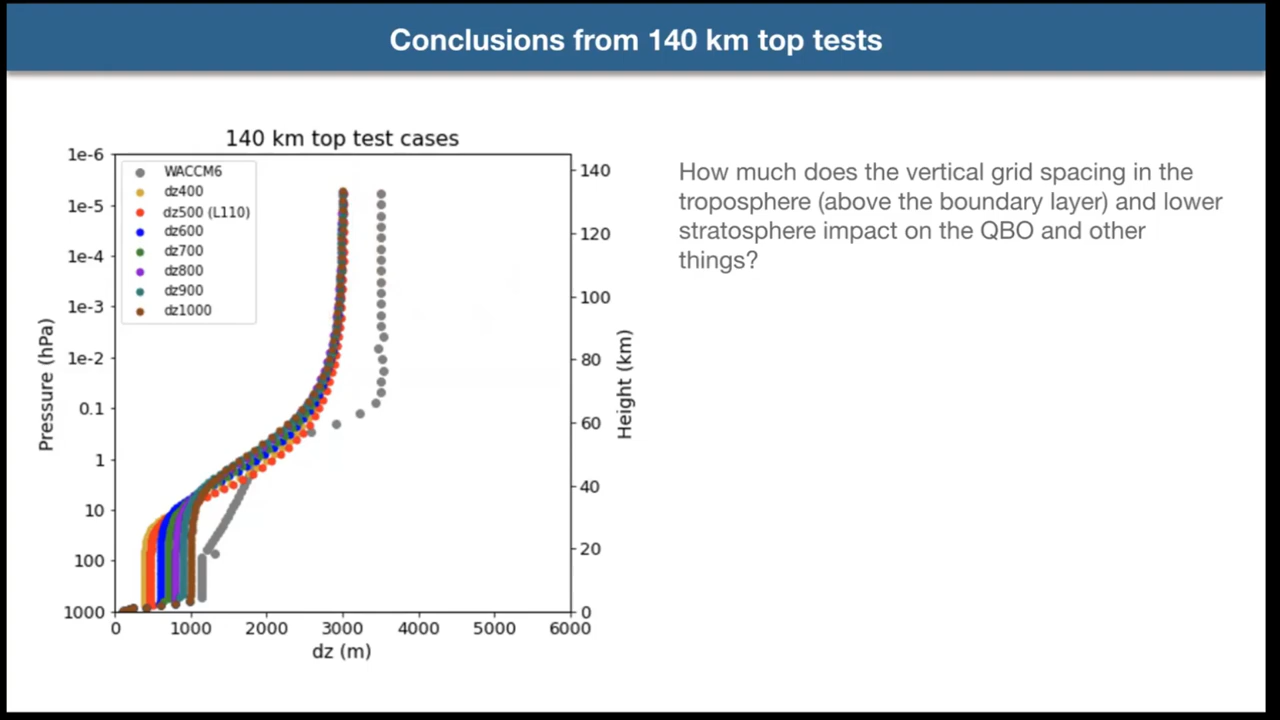 Conclusions from 140 km top tests
140 km top test cases
How much does the vertical grid spacing in the
troposphere (above the boundary layer) and lower
stratosphere impact on the QBO and other
things?
WACCM6
dz400
dz500 (L110)
dz600
dz700
dz800
dz900
dz1000
Pressure (hPa)
1e-6
1e-5
1e-4
1e-3
1e-2
0.1
1
10
100
1000
140
120
100
80
60
40
20
0
Height (km)
0 1000 2000 3000 4000 5000 6000
dz (m)